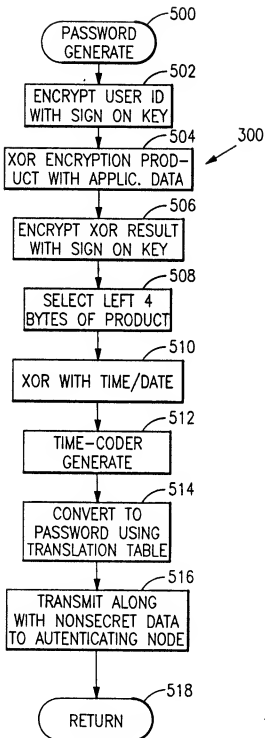 500
PASSWORD
GENERATE
502
ENCRYPT USER ID
WITH SIGN ON KEY
504
300
XOR ENCRYPTION PROD-
UCT WITH APPLIC. DATA
506
ENCRYPT XOR RESULT
WITH SIGN ON KEY
508
SELECT LEFT 4
BYTES OF PRODUCT
510
XOR WITH TIME/DATE
512
TIME-CODER
GENERATE
514
CONVERT TO
PASSWORD USING
TRANSLATION TABLE
516
TRANSMIT ALONG
WITH NONSECRET DATA
TO AUTENTICATING NODE
518
RETURN